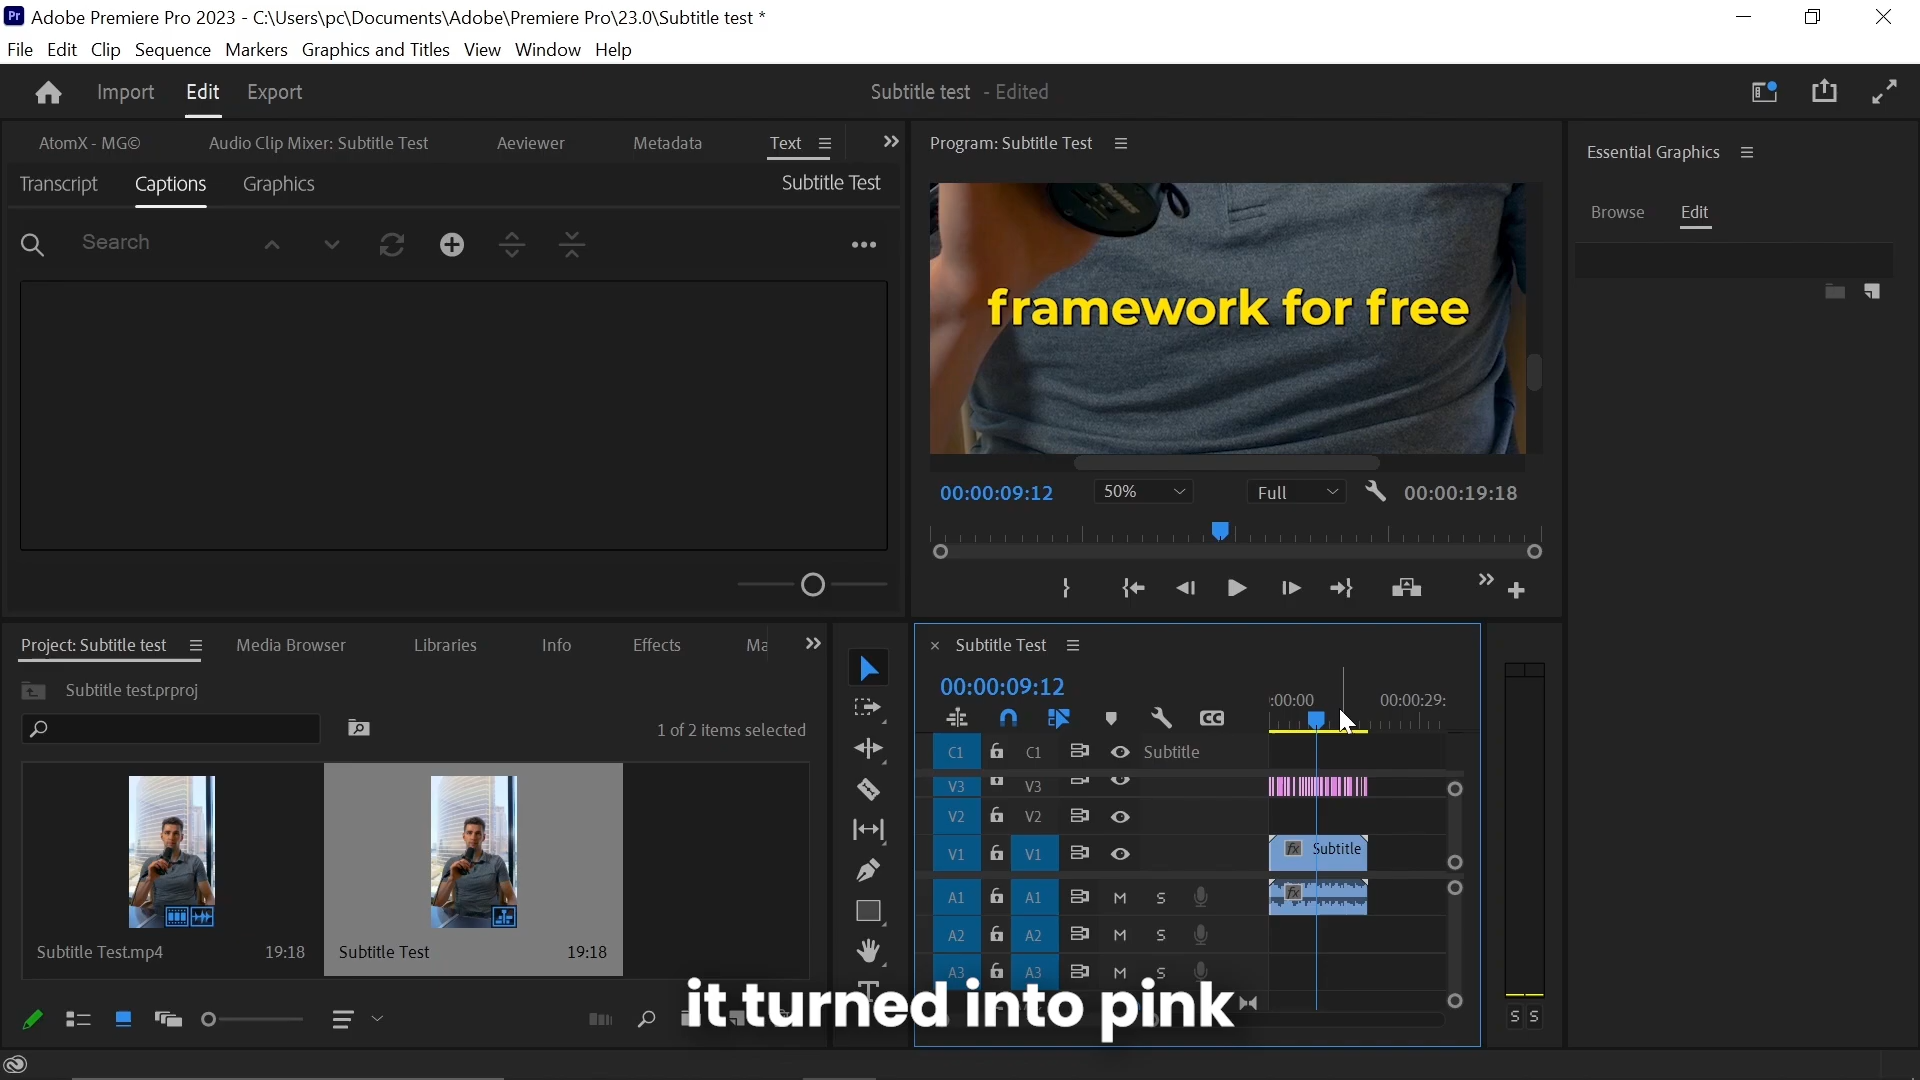 Pr Adobe Premiere Pro 2023 - C:\Users\pc\Documents\Adobe\Premiere Pro\23.0\Subtitle test *
File Edit Clip Sequence Markers Graphics and Titles View Window Help
Import Edit Export
Subtitle test - Edited
AtomX - MG© Audio Clip Mixer: Subtitle Test Aeviewer Metadata Text
Transcript Captions Graphics Subtitle Test
Search
Program: Subtitle Test
framework for free
00:00:09:12 50% Full 00:00:19:18
Essential Graphics
Browse Edit
Project: Subtitle test Media Browser Libraries Info Effects Ma
Subtitle test.prproj
1 of 2 items selected
Subtitle Test.mp4 19:18
Subtitle Test 19:18
Subtitle Test
00:00:09:12
:00:00 00:00:29:
CC
C1 C1 Subtitle
V3 V3
V2 V2
V1 V1 fx Subtitle
A1 A1 M S fx
A2 A2 M S
A3 A3 M S
S S
it turned into pink